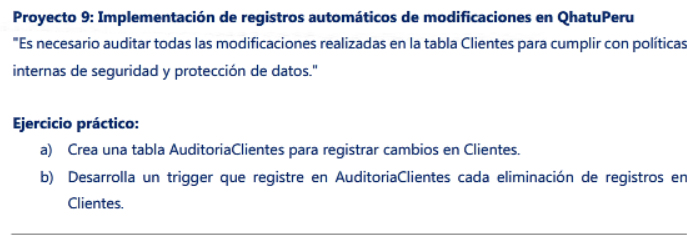 Proyecto 9: Implementación de registros automáticos de modificaciones en QhatuPeru
"Es necesario auditar todas las modificaciones realizadas en la tabla Clientes para cumplir con políticas
internas de seguridad y protección de datos."
Ejercicio práctico:
a) Crea una tabla AuditoriaClientes para registrar cambios en Clientes.
b) Desarrolla un trigger que registre en AuditoriaClientes cada eliminación de registros en
Clientes.